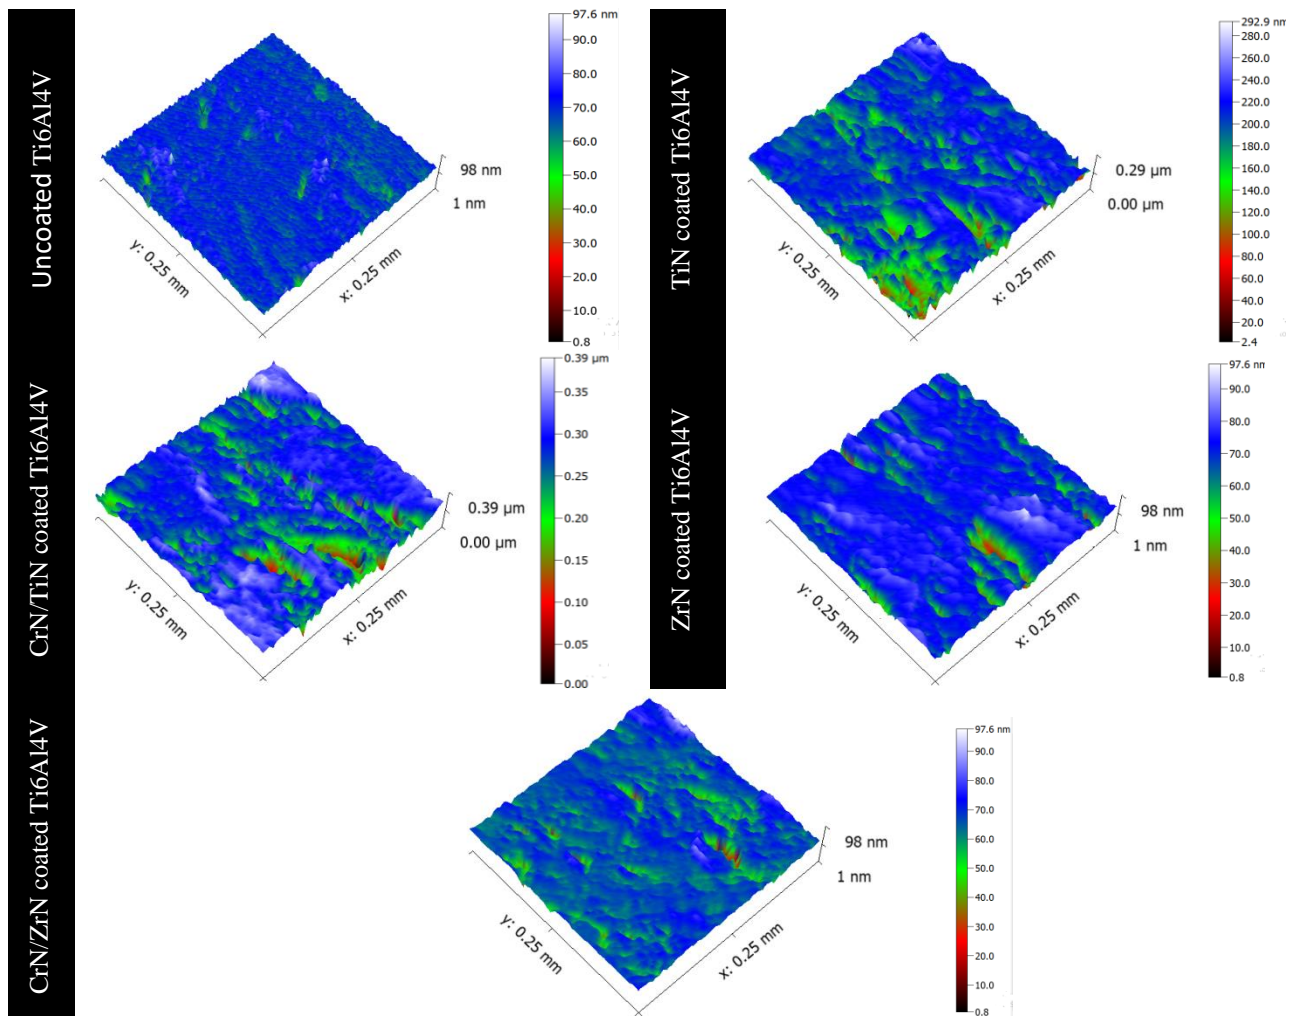 Uncoated Ti6Al4V
97.6 nm
90.0
80.0
70.0
60.0
50.0
40.0
30.0
20.0
10.0
0.8
98 nm
1 nm
y: 0.25 mm
x: 0.25 mm
TiN coated Ti6Al4V
292.9 nm
280.0
260.0
240.0
220.0
200.0
180.0
160.0
140.0
120.0
100.0
80.0
60.0
40.0
20.0
2.4
0.29 µm
0.00 µm
y: 0.25 mm
x: 0.25 mm
CrN/TiN coated Ti6Al4V
0.39 µm
0.35
0.30
0.25
0.20
0.15
0.10
0.05
0.00
0.39 µm
0.00 µm
y: 0.25 mm
x: 0.25 mm
ZrN coated Ti6Al4V
97.6 nm
90.0
80.0
70.0
60.0
50.0
40.0
30.0
20.0
10.0
0.8
98 nm
1 nm
y: 0.25 mm
x: 0.25 mm
CrN/ZrN coated Ti6Al4V
97.6 nm
90.0
80.0
70.0
60.0
50.0
40.0
30.0
20.0
10.0
0.8
98 nm
1 nm
y: 0.25 mm
x: 0.25 mm